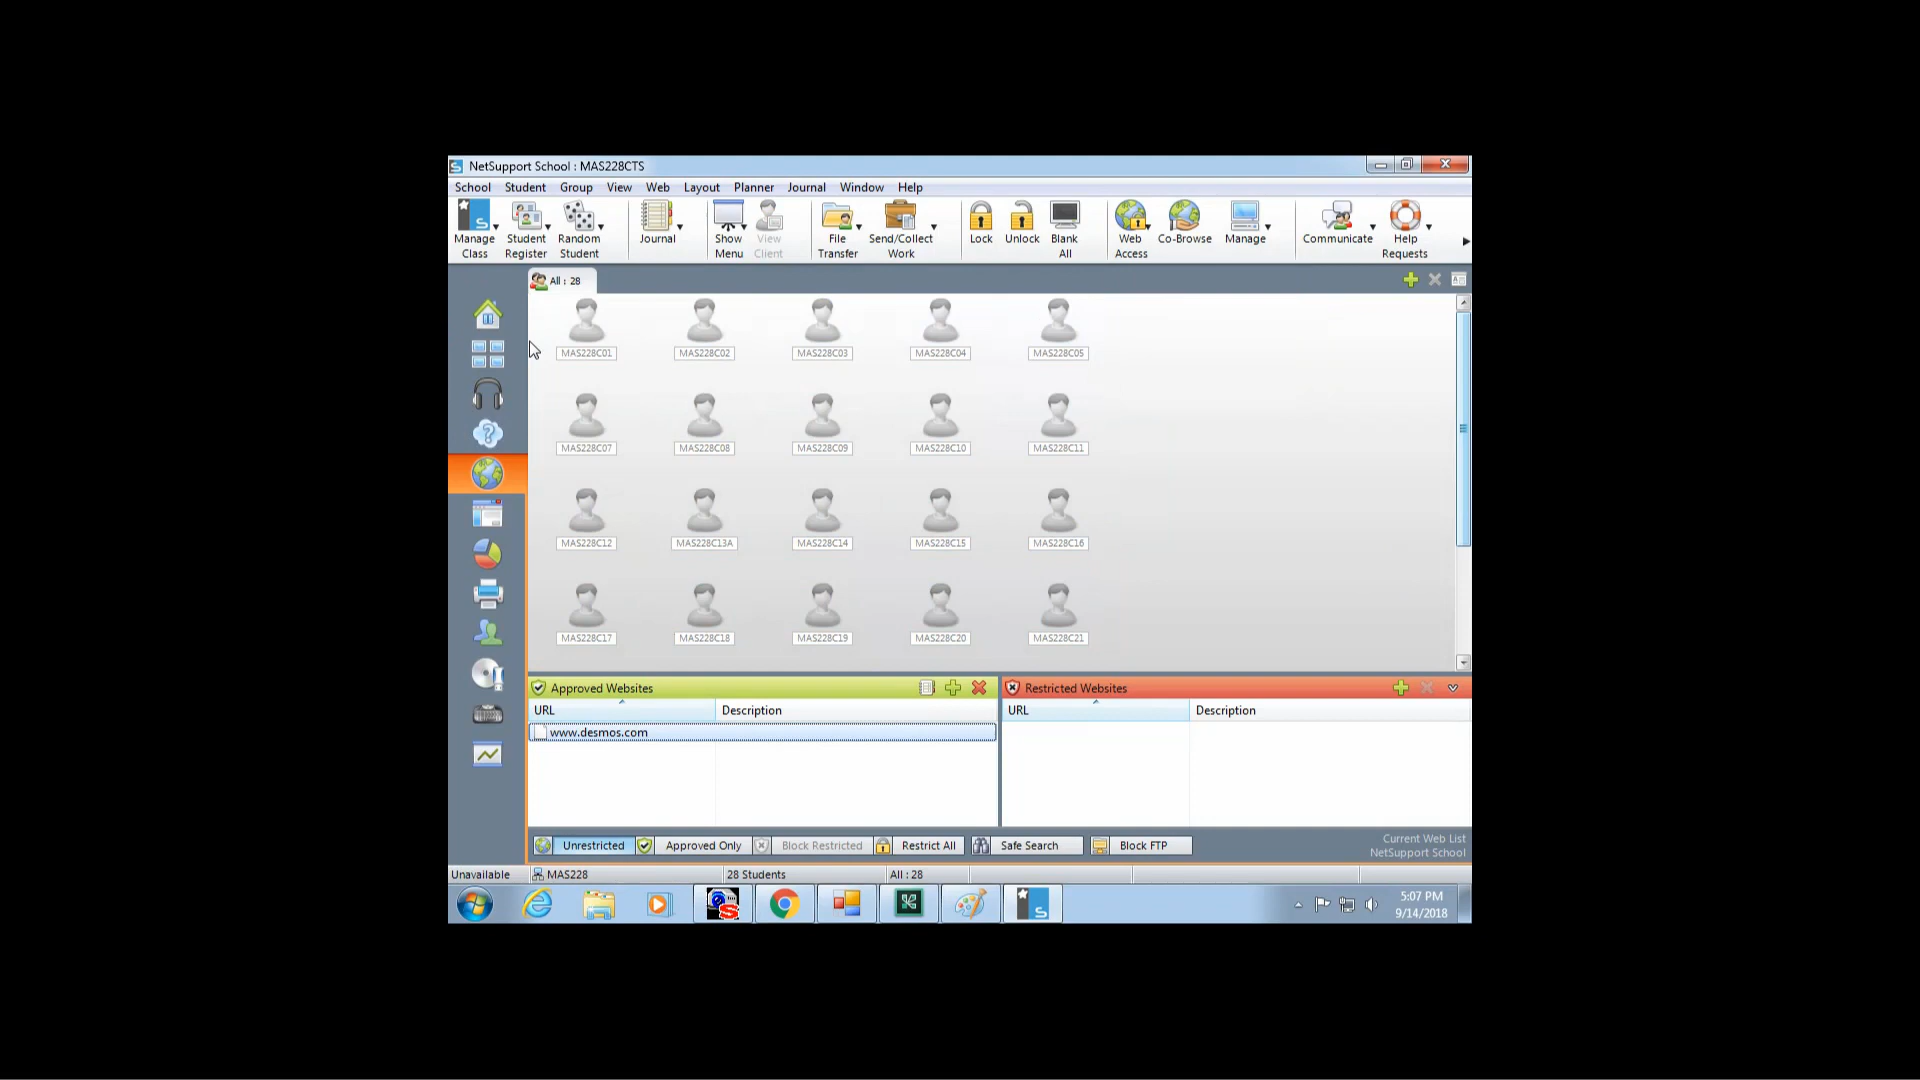 NetSupport School : MAS228CTS
School Student Group View Web Layout Planner Journal Window Help
Manage Class
Student Register
Random Student
Journal
Show Menu
View Client
File Transfer
Send/Collect Work
Lock
Unlock
Blank All
Web Access
Co-Browse
Manage
Communicate
Help Requests
All : 28
MAS228C01 MAS228C02 MAS228C03 MAS228C04 MAS228C05
MAS228C07 MAS228C08 MAS228C09 MAS228C10 MAS228C11
MAS228C12 MAS228C13A MAS228C14 MAS228C15 MAS228C16
MAS228C17 MAS228C18 MAS228C19 MAS228C20 MAS228C21
Approved Websites
URL Description
www.desmos.com
Restricted Websites
URL Description
Unrestricted Approved Only Block Restricted Restrict All Safe Search Block FTP
Current Web List
NetSupport School
Unavailable MAS228 28 Students All : 28
5:07 PM
9/14/2018